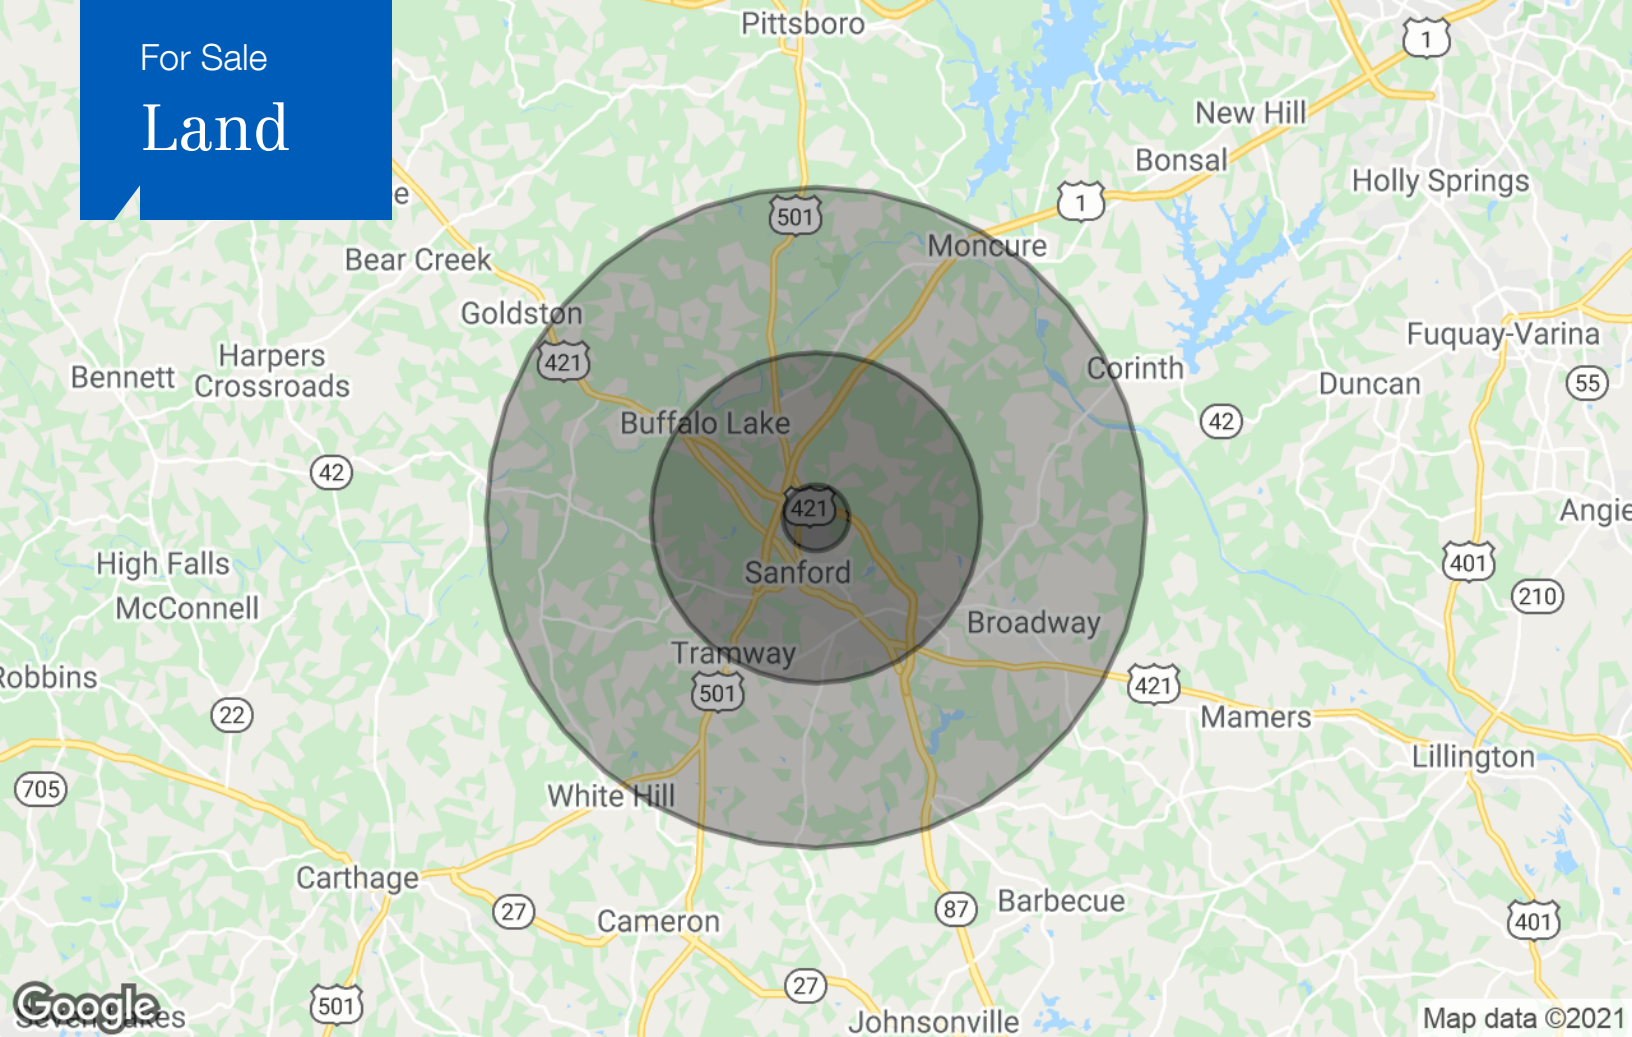 For Sale
Land
Pittsboro
1
New Hill
Bonsal
Holly Springs
e
1
501
Moncure
Bear Creek
Goldston
421
Harpers
Crossroads
Bennett
Corinth
Fuquay-Varina
Duncan
55
42
Buffalo Lake
42
421
Angie
High Falls
Sanford
401
McConnell
210
Broadway
Tramway
Robbins
501
421
22
Mamers
Lillington
705
White Hill
Carthage
27
Cameron
87
Barbecue
401
27
501
Google
Seven Lakes
Johnsonville
Map data ©2021